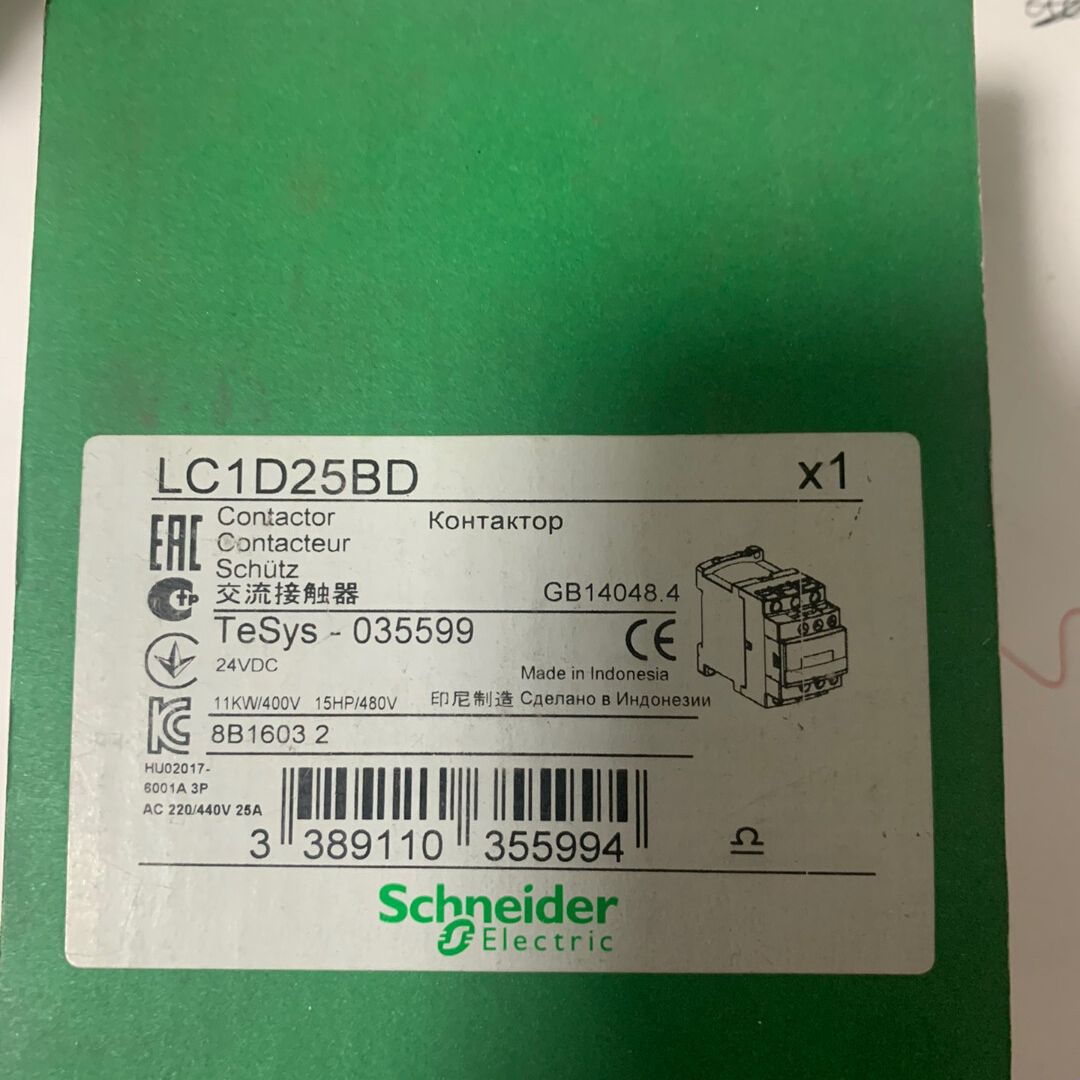 LC1D25BD x1
EAC
Contactor Контактор
Contacteur
Schütz
交流接触器 GB14048.4
TeSys - 035599 CE
24VDC
Made in Indonesia
11KW/400V 15HP/480V 印尼制造 Сделано в Индонезии
8B1603 2
HU02017-
6001A 3P
AC 220/440V 25A
3 389110 355994
Schneider
Electric